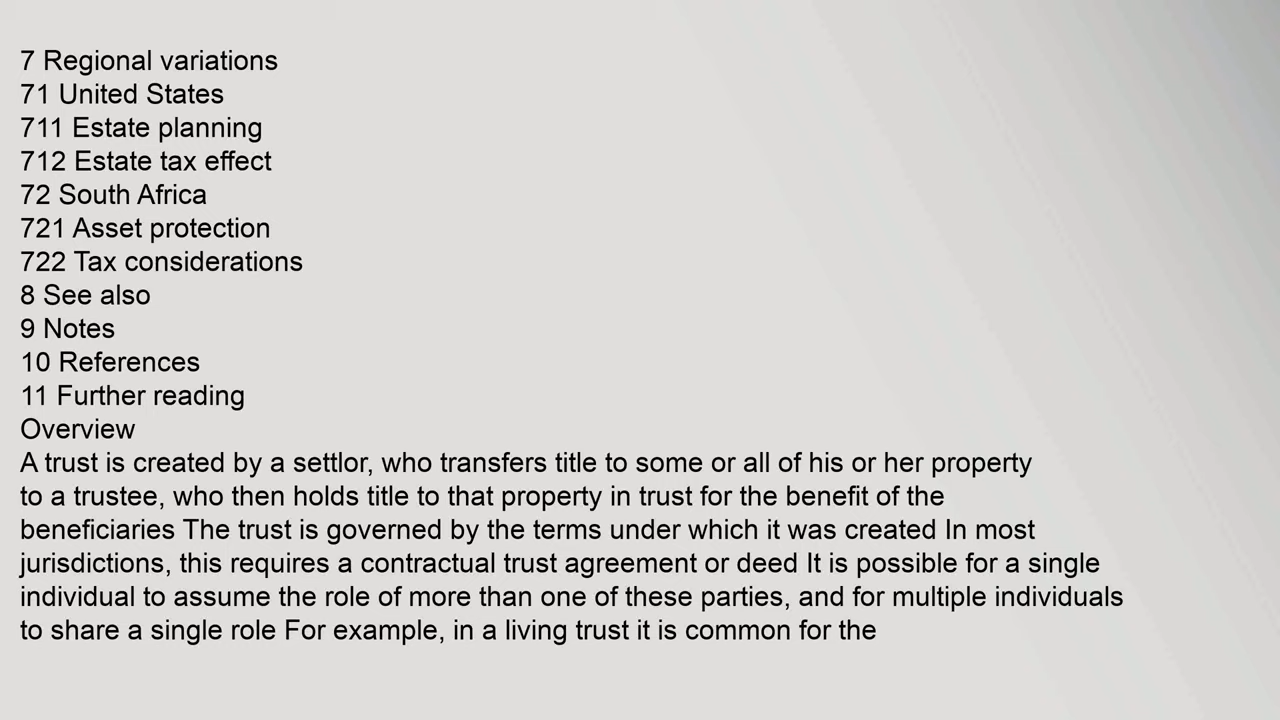 7 Regional variations
71 United States
711 Estate planning
712 Estate tax effect
72 South Africa
721 Asset protection
722 Tax considerations
8 See also
9 Notes
10 References
11 Further reading
Overview
A trust is created by a settlor, who transfers title to some or all of his or her property
to a trustee, who then holds title to that property in trust for the benefit of the
beneficiaries The trust is governed by the terms under which it was created In most
jurisdictions, this requires a contractual trust agreement or deed It is possible for a single
individual to assume the role of more than one of these parties, and for multiple individuals
to share a single role For example, in a living trust it is common for the